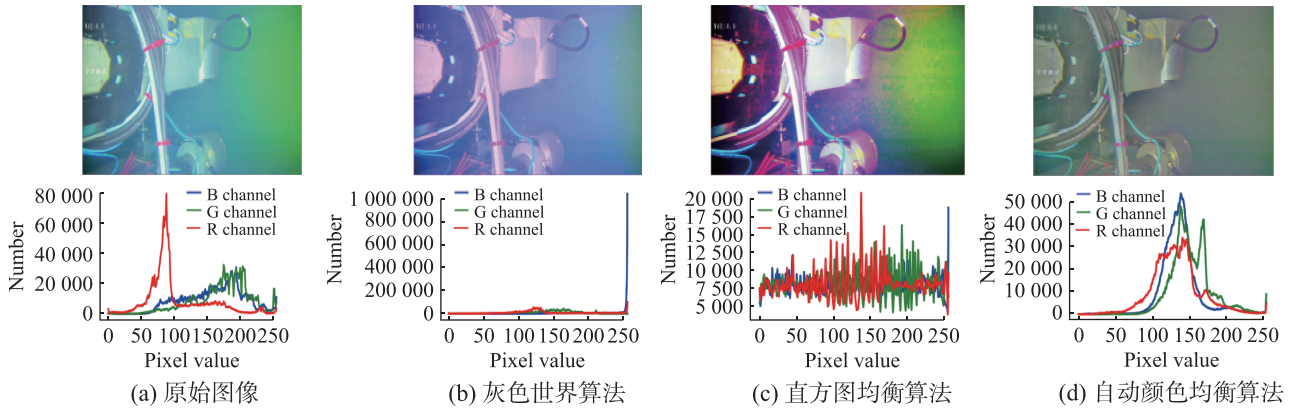 80 000
60 000
40 000
20 000
0
Number
B channel
G channel
R channel
0 50 100 150 200 250
Pixel value
(a) 原始图像
1 000 000
800 000
600 000
400 000
200 000
0
Number
B channel
G channel
R channel
0 50 100 150 200 250
Pixel value
(b) 灰色世界算法
20 000
17 500
15 000
12 500
10 000
7 500
5 000
Number
B channel
G channel
R channel
0 50 100 150 200 250
Pixel value
(c) 直方图均衡算法
50 000
40 000
30 000
20 000
10 000
0
Number
B channel
G channel
R channel
0 50 100 150 200 250
Pixel value
(d) 自动颜色均衡算法